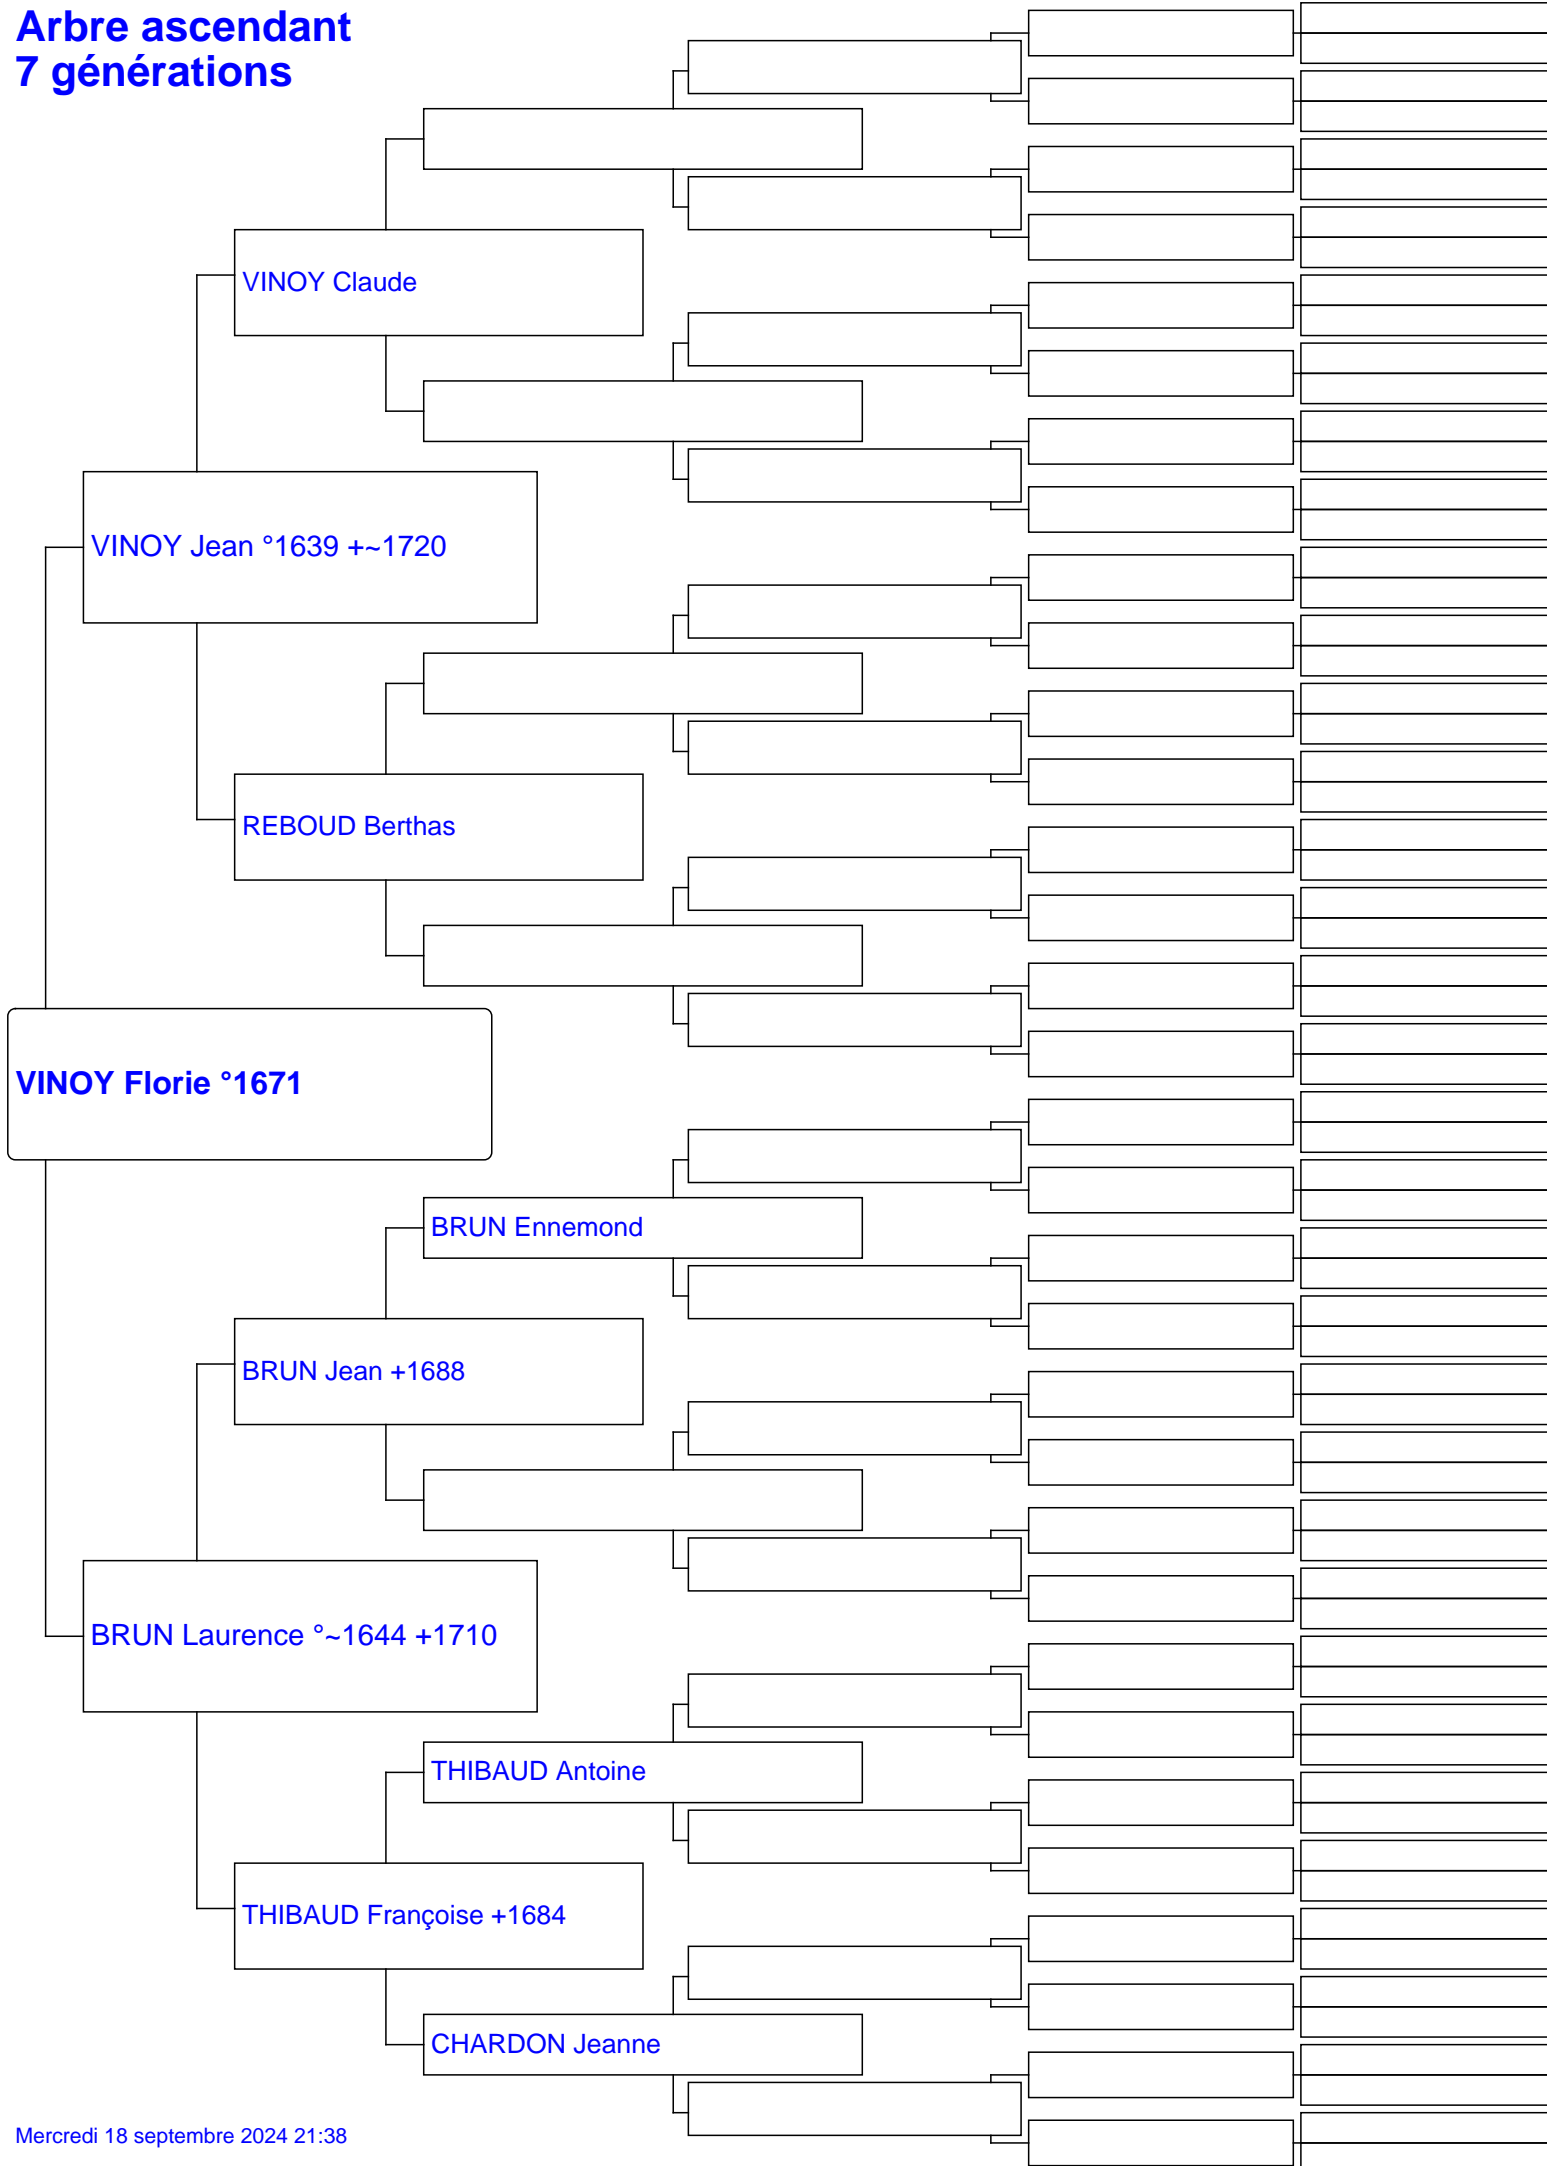 Arbre ascendant
7 générations
VINOY Claude
VINOY Jean °1639 +~1720
REBOUD Berthas
VINOY Florie °1671
BRUN Ennemond
BRUN Jean +1688
BRUN Laurence °~1644 +1710
THIBAUD Antoine
THIBAUD Françoise +1684
CHARDON Jeanne
Mercredi 18 septembre 2024 21:38